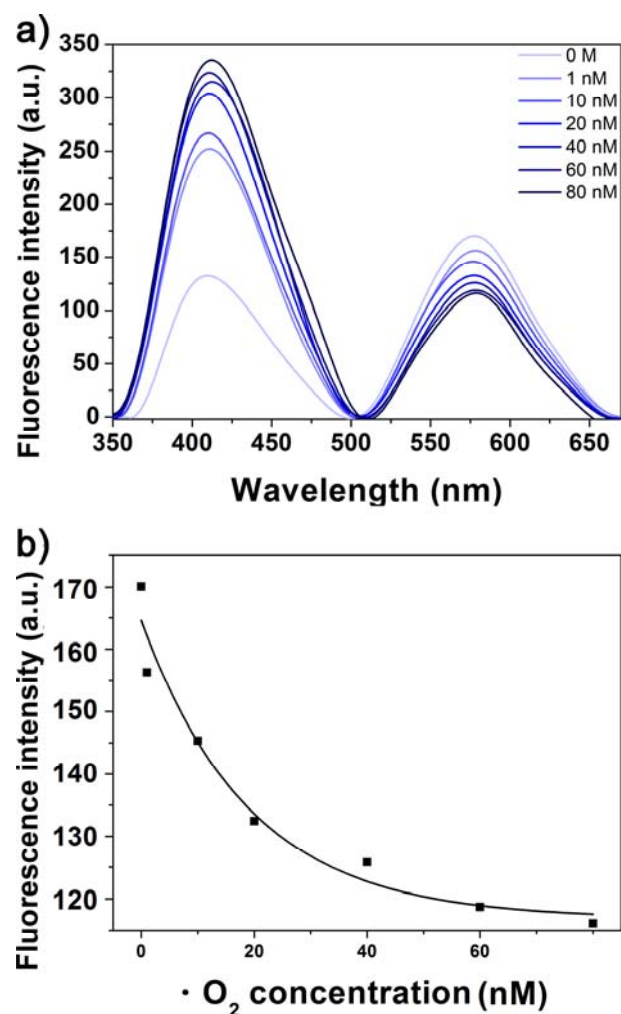 a)
Fluorescence intensity (a.u.)
350
300
250
200
150
100
50
0
0 M
1 nM
10 nM
20 nM
40 nM
60 nM
80 nM
350 400 450 500 550 600 650
Wavelength (nm)
b)
Fluorescence intensity (a.u.)
170
160
150
140
130
120
0 20 40 60
· O₂ concentration (nM)